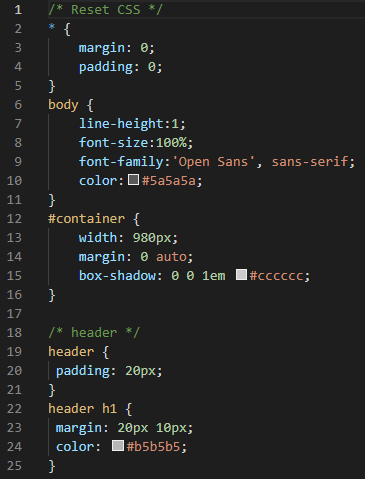 1 /* Reset CSS */
2 * {
3     margin: 0;
4     padding: 0;
5 }
6 body {
7     line-height:1;
8     font-size:100%;
9     font-family:'Open Sans', sans-serif;
10     color:#5a5a5a;
11 }
12 #container {
13     width: 980px;
14     margin: 0 auto;
15     box-shadow: 0 0 1em #cccccc;
16 }
17
18 /* header */
19 header {
20  padding: 20px;
21 }
22 header h1 {
23  margin: 20px 10px;
24  color: #b5b5b5;
25 }